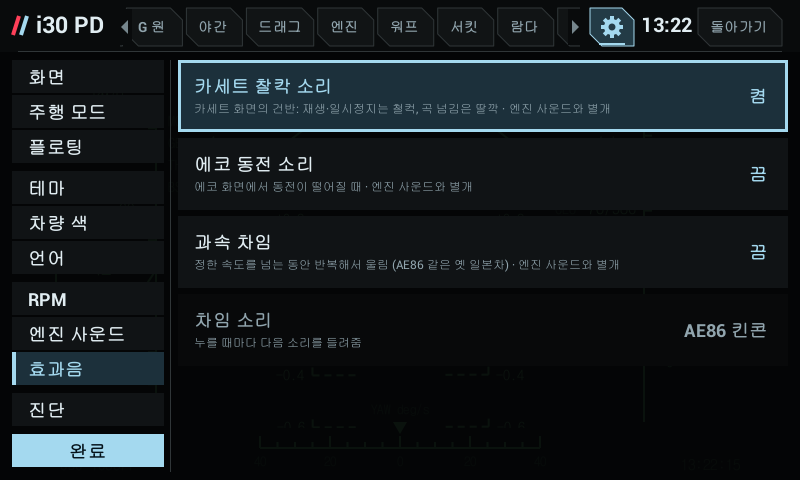 i30 PD
G 원
야간
드래그
엔진
워프
서킷
람다
13:22
돌아가기
화면
주행 모드
플로팅
테마
차량 색
언어
RPM
엔진 사운드
효과음
진단
완료
카세트 찰칵 소리
카세트 화면의 건반: 재생·일시정지는 철컥, 곡 넘김은 딸깍 · 엔진 사운드와 별개
켬
에코 동전 소리
에코 화면에서 동전이 떨어질 때 · 엔진 사운드와 별개
끔
과속 차임
정한 속도를 넘는 동안 반복해서 울림 (AE86 같은 옛 일본차) · 엔진 사운드와 별개
끔
차임 소리
누를 때마다 다음 소리를 들려줌
AE86 킨콘
-0.4
-0.4